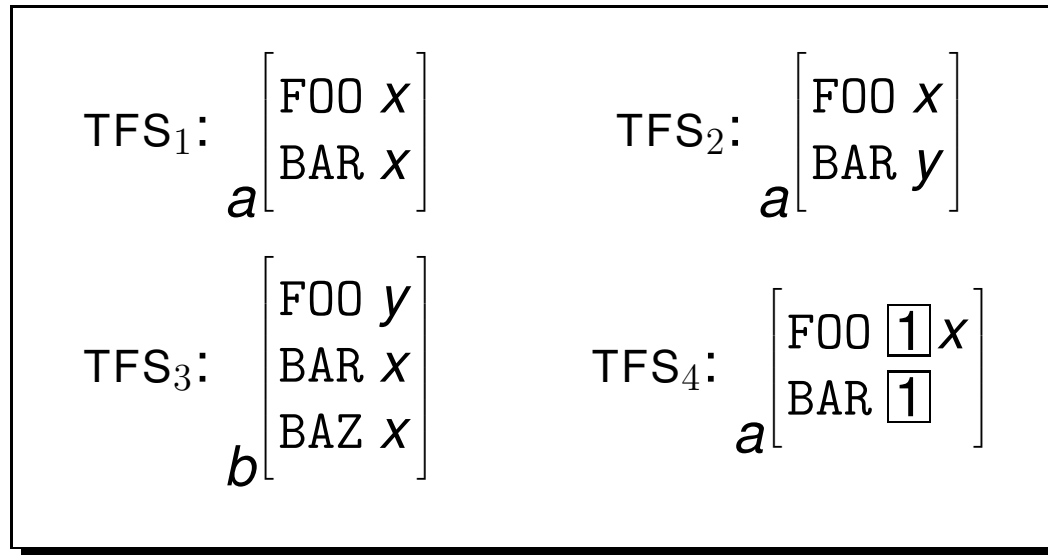 TFS₁: a[FOO x
BAR x]
TFS₂: a[FOO x
BAR y]
TFS₃: b[FOO y
BAR x
BAZ x]
TFS₄: a[FOO 1 x
BAR 1]